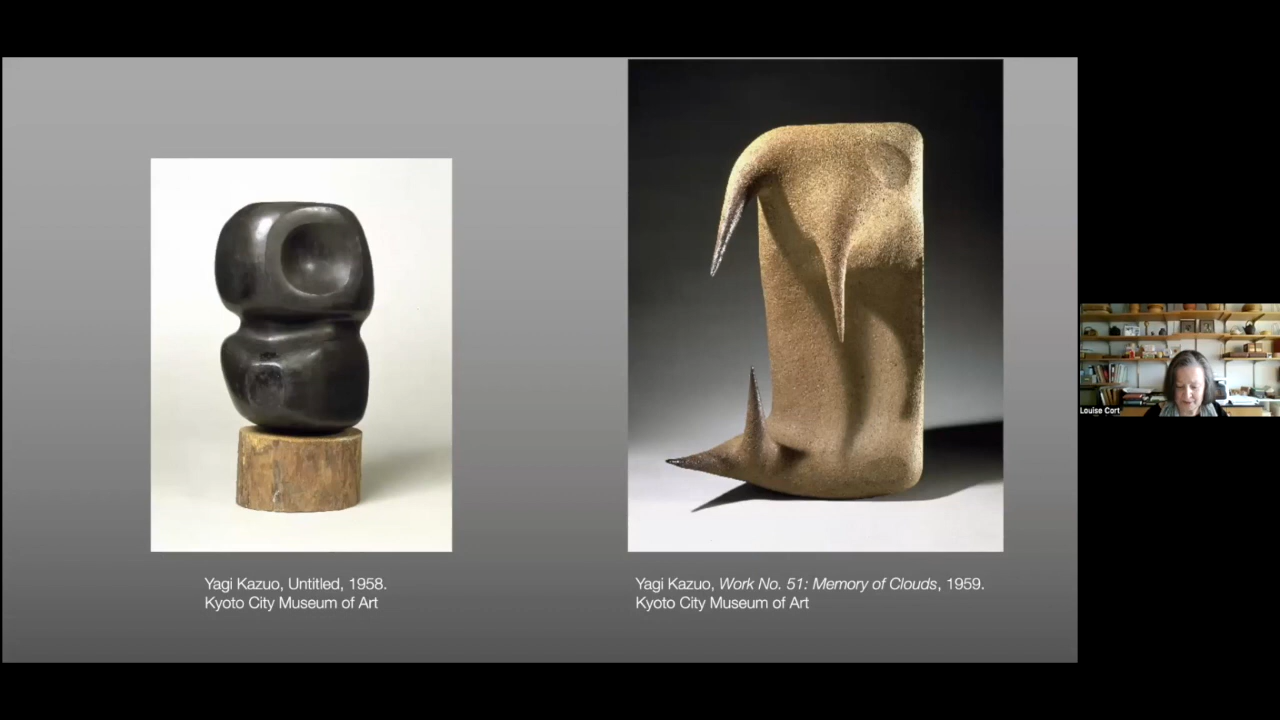 Yagi Kazuo, Untitled, 1958.
Kyoto City Museum of Art
Yagi Kazuo, Work No. 51: Memory of Clouds, 1959.
Kyoto City Museum of Art
Louise Cort